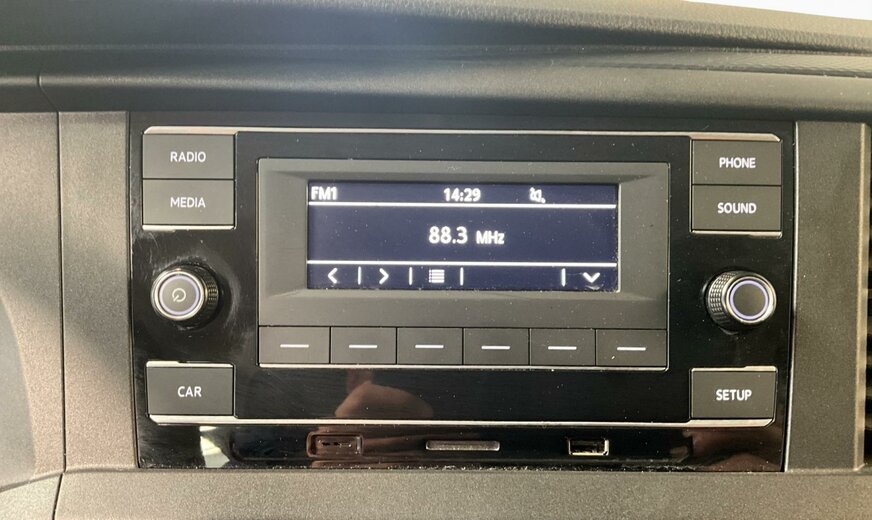 RADIO
MEDIA
FM1 14:29
88.3 MHz
PHONE
SOUND
CAR
SETUP